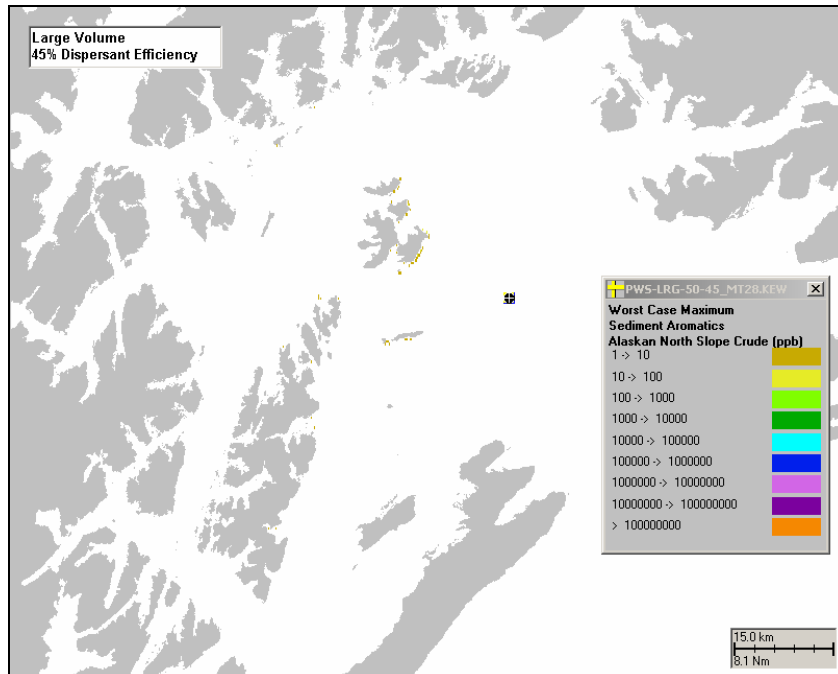 Large Volume
45% Dispersant Efficiency
PWS-LRG-50-45_MT28.KEW
Worst Case Maximum
Sediment Aromatics
Alaskan North Slope Crude (ppb)
1 -> 10
10 -> 100
100 -> 1000
1000 -> 10000
10000 -> 100000
100000 -> 1000000
1000000 -> 10000000
10000000 -> 100000000
> 100000000
15.0 km
8.1 Nm